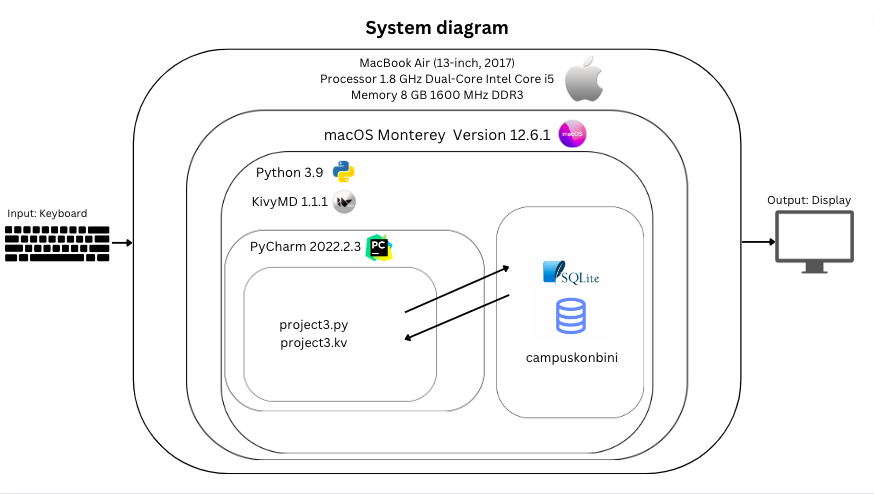 System diagram
MacBook Air (13-inch, 2017)
Processor 1.8 GHz Dual-Core Intel Core i5
Memory 8 GB 1600 MHz DDR3
macOS Monterey Version 12.6.1
macOS
Python 3.9
KivyMD 1.1.1
Input: Keyboard
Output: Display
PyCharm 2022.2.3
PC
SQLite
project3.py
project3.kv
campuskonbini